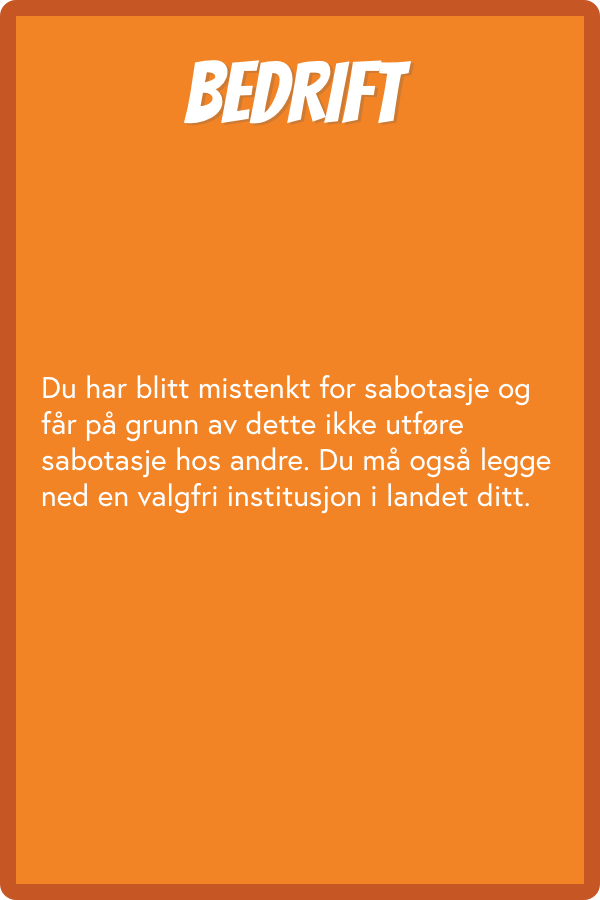 BEDRIFT
Du har blitt mistenkt for sabotasje og
får på grunn av dette ikke utføre
sabotasje hos andre. Du må også legge
ned en valgfri institusjon i landet ditt.